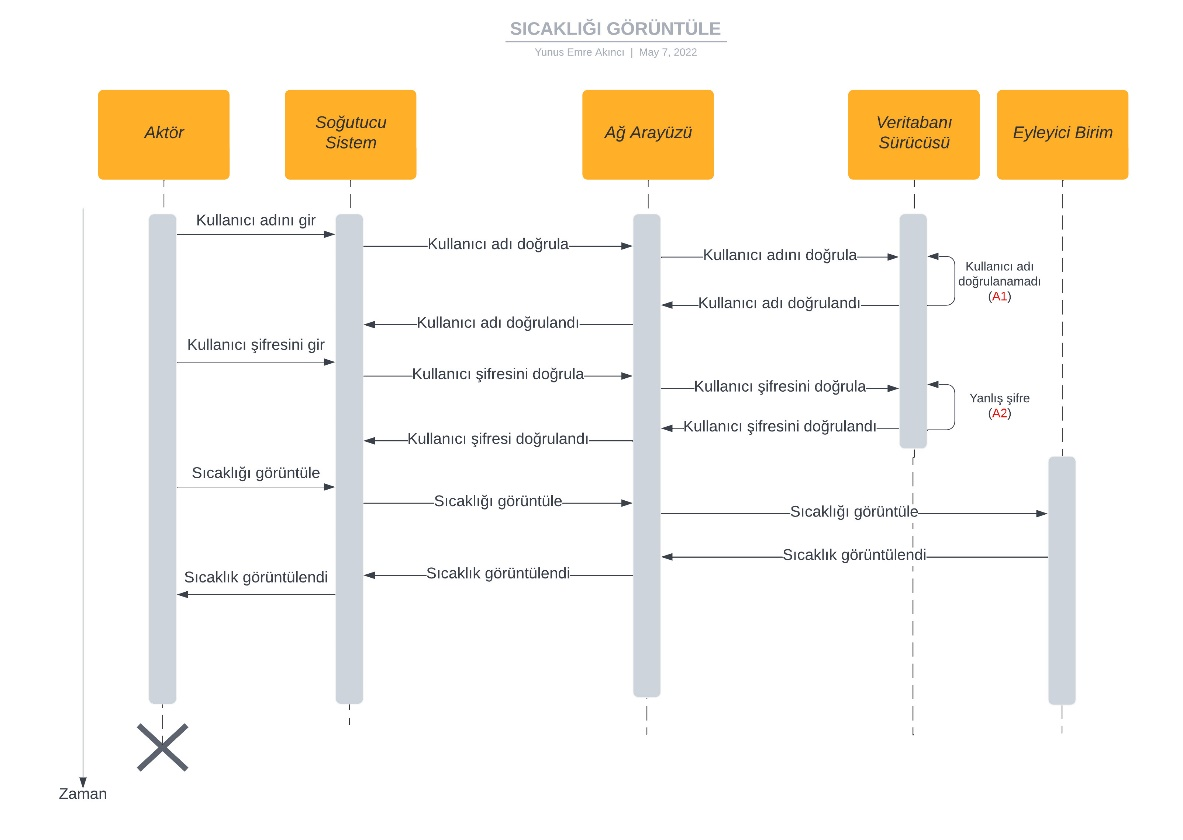 SICAKLIĞI GÖRÜNTÜLE
Yunus Emre Akıncı | May 7, 2022
Aktör
Soğutucu
Sistem
Ağ Arayüzü
Veritabanı
Sürücüsü
Eyleyici Birim
Kullanıcı adını gir
Kullanıcı adı doğrula
Kullanıcı adını doğrula
Kullanıcı adı
doğrulanamadı
(A1)
Kullanıcı adı doğrulandı
Kullanıcı adı doğrulandı
Kullanıcı şifresini gir
Kullanıcı şifresini doğrula
Kullanıcı şifresini doğrula
Yanlış şifre
(A2)
Kullanıcı şifresini doğrulandı
Kullanıcı şifresi doğrulandı
Sıcaklığı görüntüle
Sıcaklığı görüntüle
Sıcaklığı görüntüle
Sıcaklık görüntülendi
Sıcaklık görüntülendi
Sıcaklık görüntülendi
Zaman